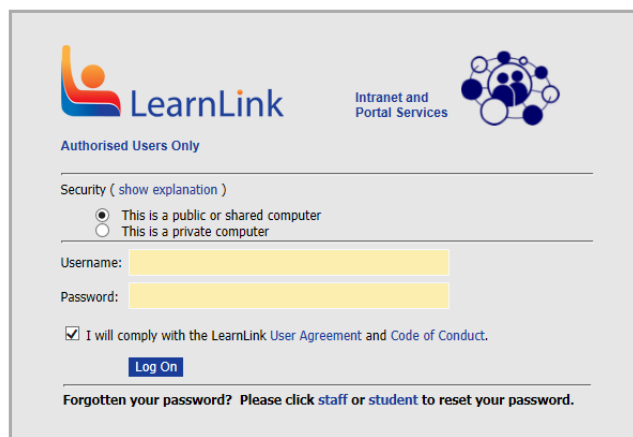 LearnLink
Intranet and
Portal Services
Authorised Users Only
Security ( show explanation )
This is a public or shared computer
This is a private computer
Username:
Password:
I will comply with the LearnLink User Agreement and Code of Conduct.
Log On
Forgotten your password? Please click staff or student to reset your password.